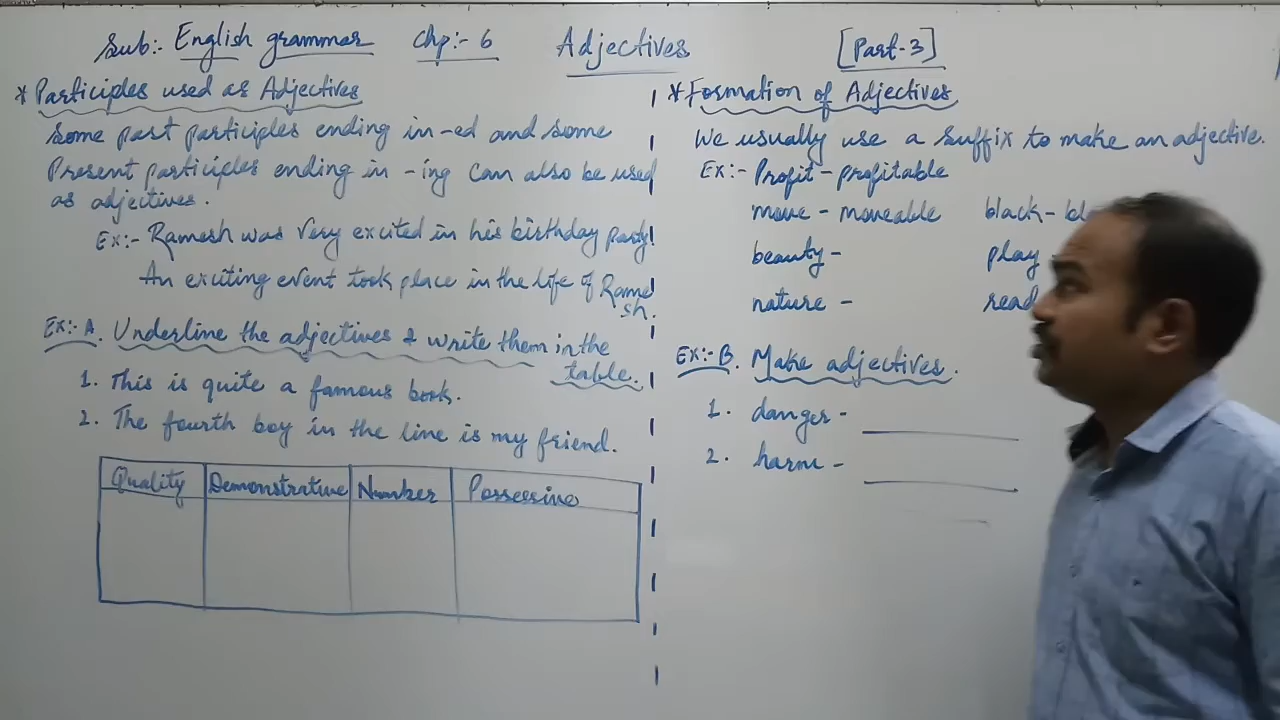 Sub:- English grammar Chp:- 6 Adjectives [Part-3]
* Participles used as Adjectives
Some past participles ending in -ed and some
Present participles ending in -ing can also be used
as adjectives.
Ex:- Ramesh was very excited in his birthday party
An exciting event took place in the life of Rame
sh.
Ex:- A. Underline the adjectives & write them in the
table.
1. This is quite a famous book.
2. The fourth boy in the line is my friend.
Quality Demonstrative Number Possessive
* Formation of Adjectives
We usually use a suffix to make an adjective.
Ex:- Profit - profitable
move - moveable black -
beauty - play
nature - read
Ex:- B. Make adjectives.
1. danger -
2. harm -